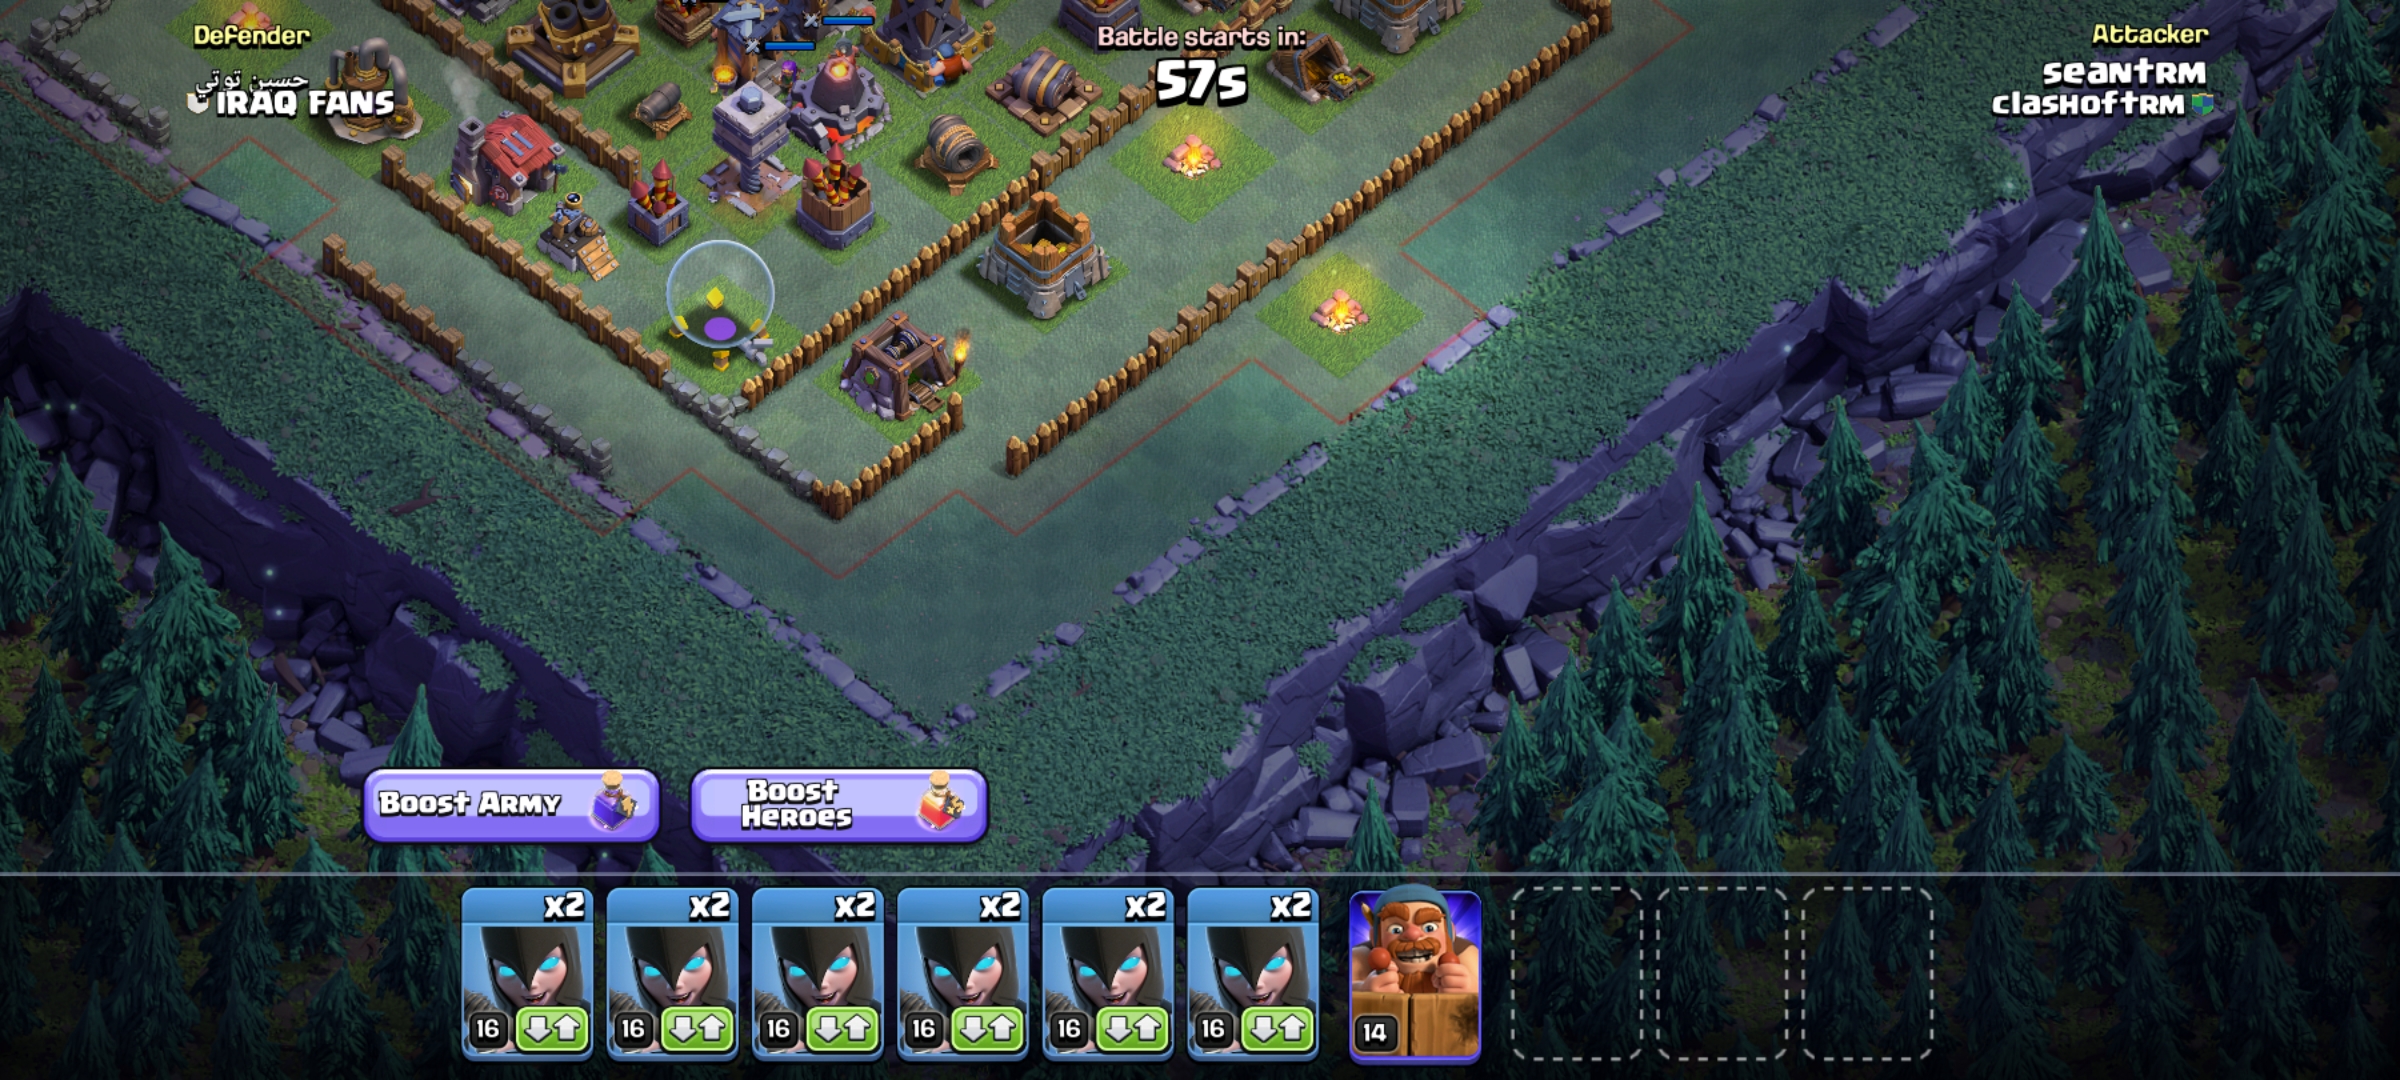 Defender
حسين توتي
IRAQ FANS
Battle starts in:
57s
Attacker
seantRM
clashoftRM
Boost Army
Boost
Heroes
x2
x2
x2
x2
x2
x2
16
16
16
16
16
16
14